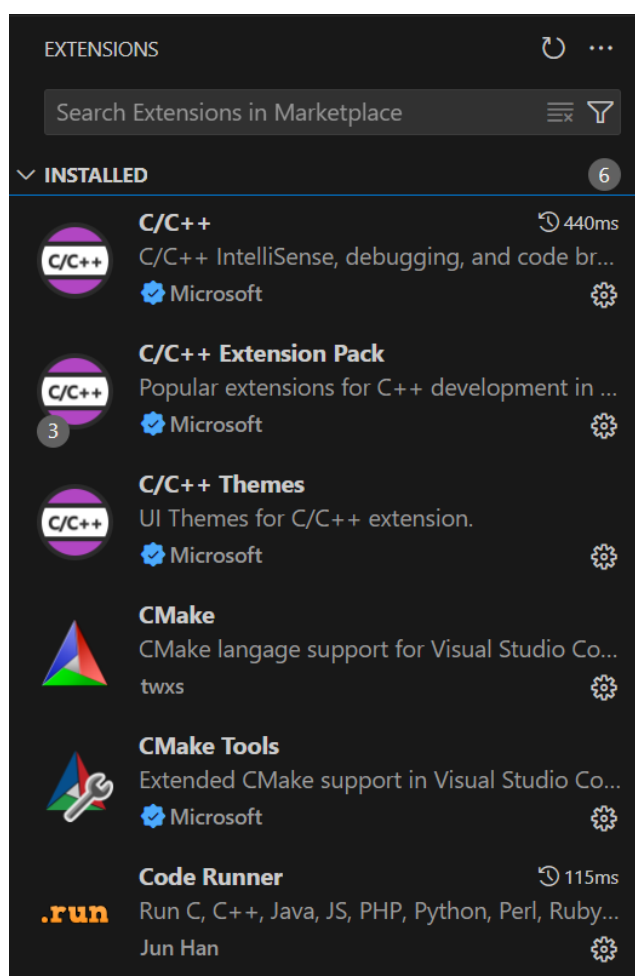 EXTENSIONS
Search Extensions in Marketplace
INSTALLED 6
C/C++ 440ms
C/C++
C/C++ IntelliSense, debugging, and code br...
Microsoft
C/C++ Extension Pack
C/C++
Popular extensions for C++ development in ...
3
Microsoft
C/C++ Themes
C/C++
UI Themes for C/C++ extension.
Microsoft
CMake
CMake langage support for Visual Studio Co...
twxs
CMake Tools
Extended CMake support in Visual Studio Co...
Microsoft
Code Runner 115ms
.run
Run C, C++, Java, JS, PHP, Python, Perl, Ruby...
Jun Han